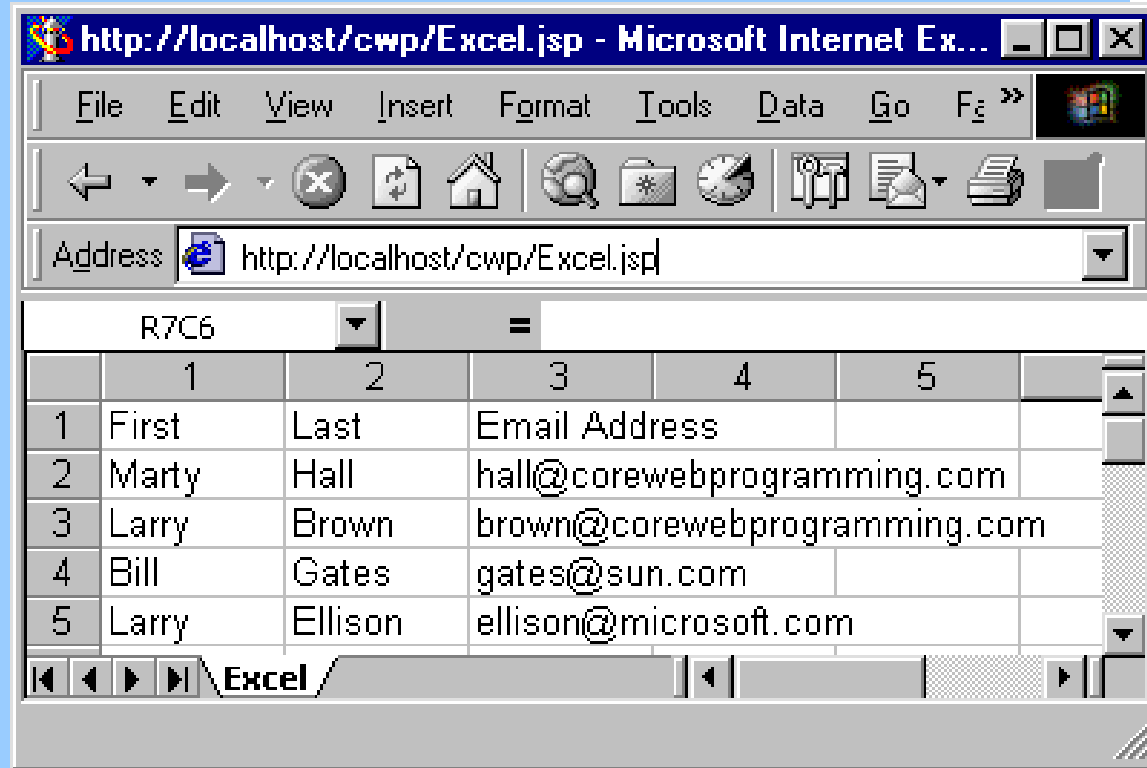 http://localhost/cwp/Excel.jsp - Microsoft Internet Ex...
File Edit View Insert Format Tools Data Go Fa »
Address http://localhost/cwp/Excel.jsp
R7C6 =
1 2 3 4 5
1 First Last Email Address
2 Marty Hall hall@corewebprogramming.com
3 Larry Brown brown@corewebprogramming.com
4 Bill Gates gates@sun.com
5 Larry Ellison ellison@microsoft.com
Excel